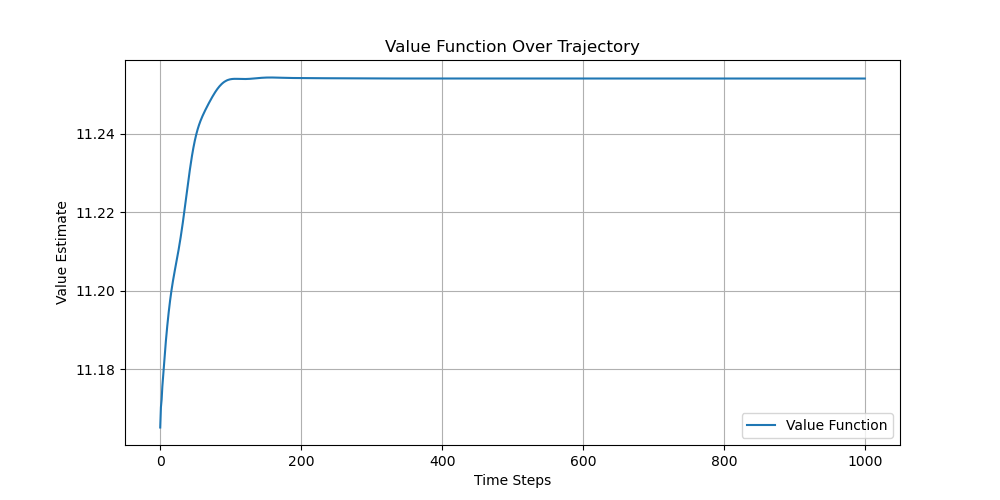 Value Function Over Trajectory
Value Estimate
11.24
11.22
11.20
11.18
0 200 400 600 800 1000
Time Steps
Value Function